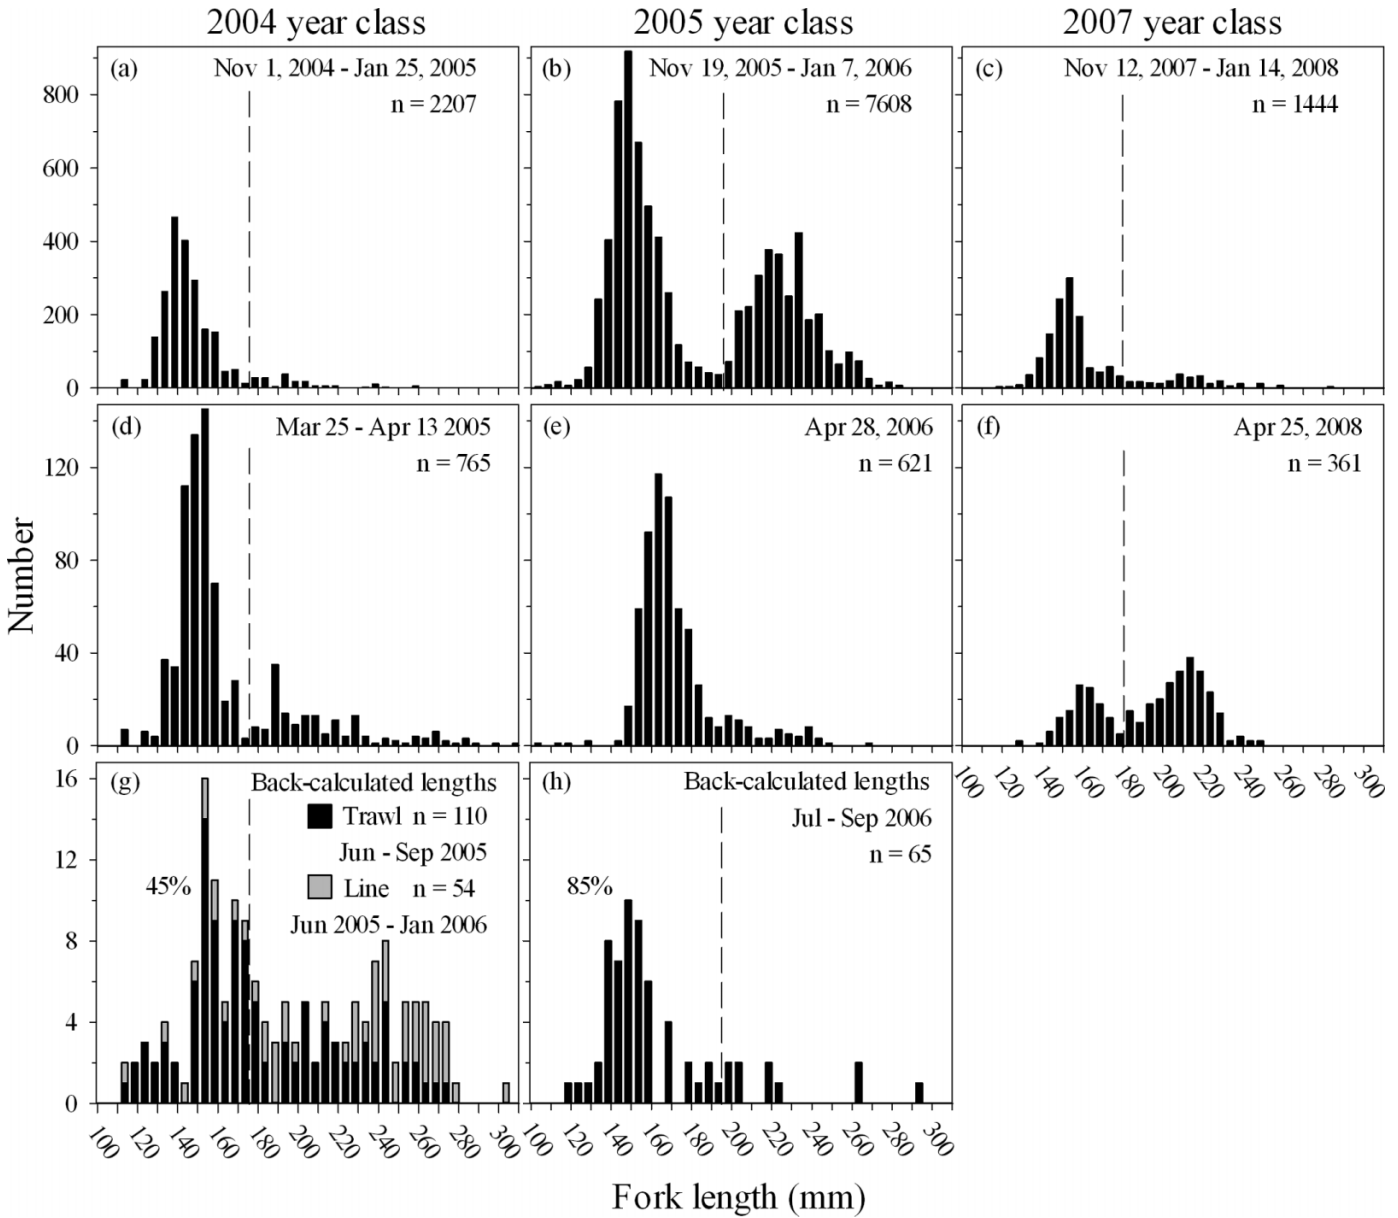 2004 year class
2005 year class
2007 year class
(a) Nov 1, 2004 - Jan 25, 2005
n = 2207
(b) Nov 19, 2005 - Jan 7, 2006
n = 7608
(c) Nov 12, 2007 - Jan 14, 2008
n = 1444
800
600
400
200
0
(d) Mar 25 - Apr 13 2005
n = 765
(e) Apr 28, 2006
n = 621
(f) Apr 25, 2008
n = 361
120
80
40
0
Number
100 120 140 160 180 200 220 240 260 280 300
(g) Back-calculated lengths
Trawl n = 110
Jun - Sep 2005
Line n = 54
Jun 2005 - Jan 2006
45%
(h) Back-calculated lengths
Jul - Sep 2006
n = 65
85%
16
12
8
4
0
100 120 140 160 180 200 220 240 260 280 300
100 120 140 160 180 200 220 240 260 280 300
Fork length (mm)